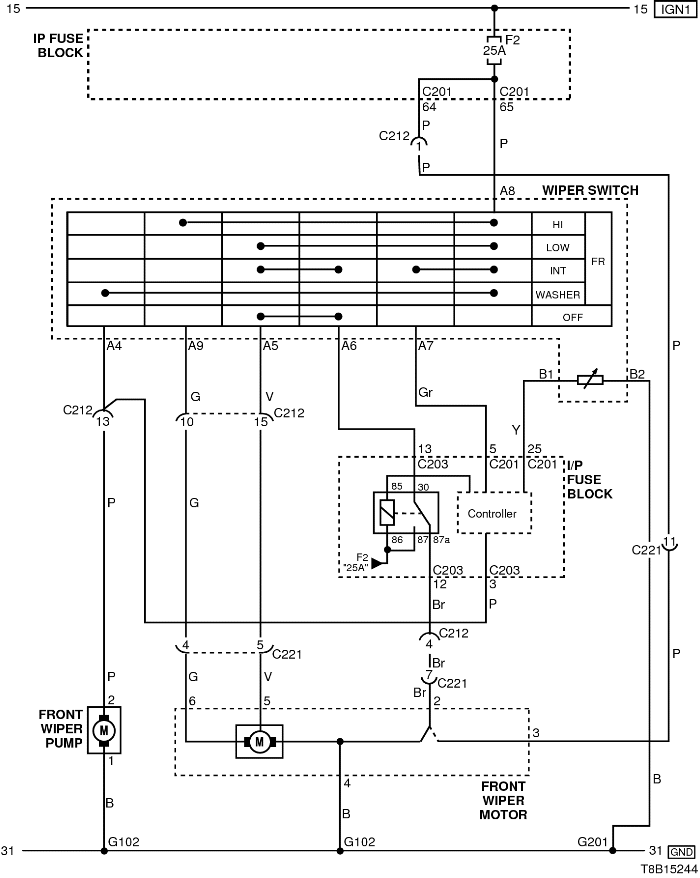 15 15 IGN1
IP FUSE
BLOCK
F2
25A
C201 C201
64 65
P
C212 1 P
P
A8 WIPER SWITCH
HI
LOW
INT FR
WASHER
OFF
A4 A9 A5 A6 A7 P
B1 B2
G V Gr
C212 C212
13 10 15
Y
13 5 25
C203 C201 C201 I/P
FUSE
BLOCK
85 30
P G Controller
86 87 87a
F2
"25A"
C221 11
C203 C203
12 3
Br P
C212
4 5 4
C221 Br P
7
P G V C221
Br
2 6 5 2
FRONT
WIPER
PUMP
M M 3
1
4 FRONT
WIPER
MOTOR
B
B B
G102 G102 G201
31 31 GND
T8B15244